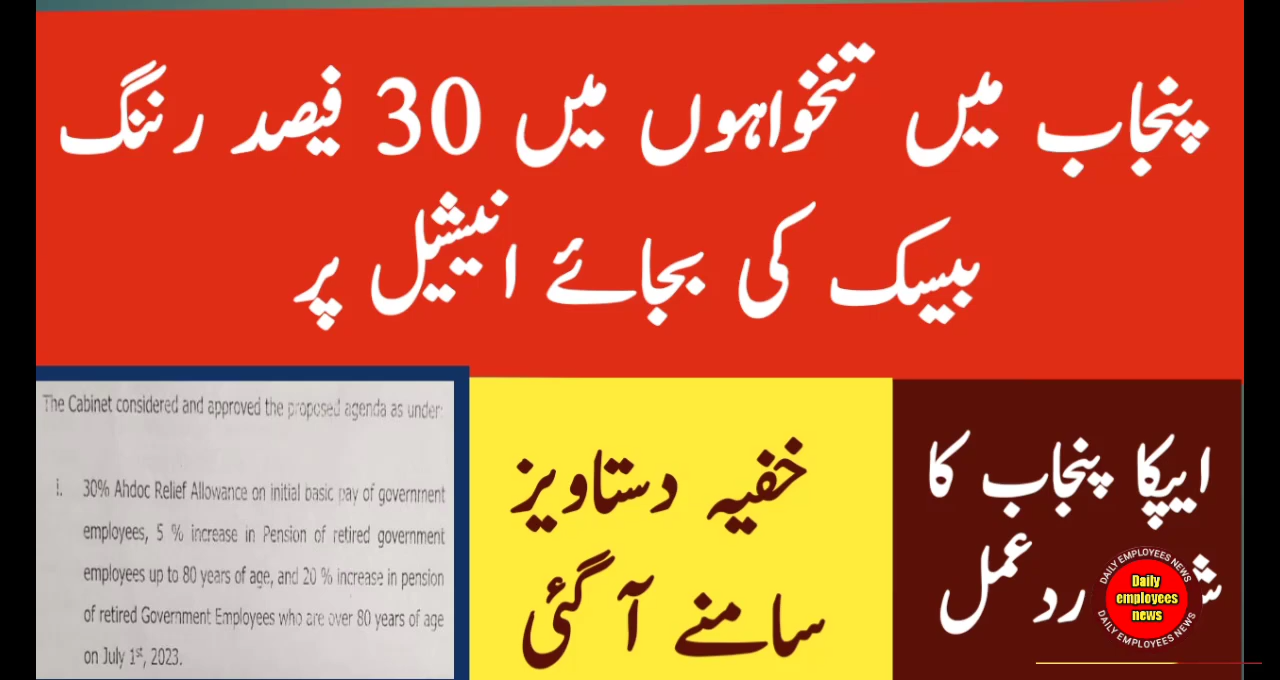 پنجاب میں تنخواہوں میں 30 فیصد رننگ
بیسک کی بجائے انیشیل پر
The Cabinet considered and approved the proposed agenda as under:
i. 30% Ahdoc Relief Allowance on initial basic pay of government
employees, 5 % increase in Pension of retired government
employees up to 80 years of age, and 20 % increase in pension
of retired Government Employees who are over 80 years of age
on July 1st, 2023.
خفیہ دستاویز
سامنے آ گئی
ایپکا پنجاب کا
ردعمل
DAILY EMPLOYEES NEWS
Daily
employees
news
DAILY EMPLOYEES NEWS